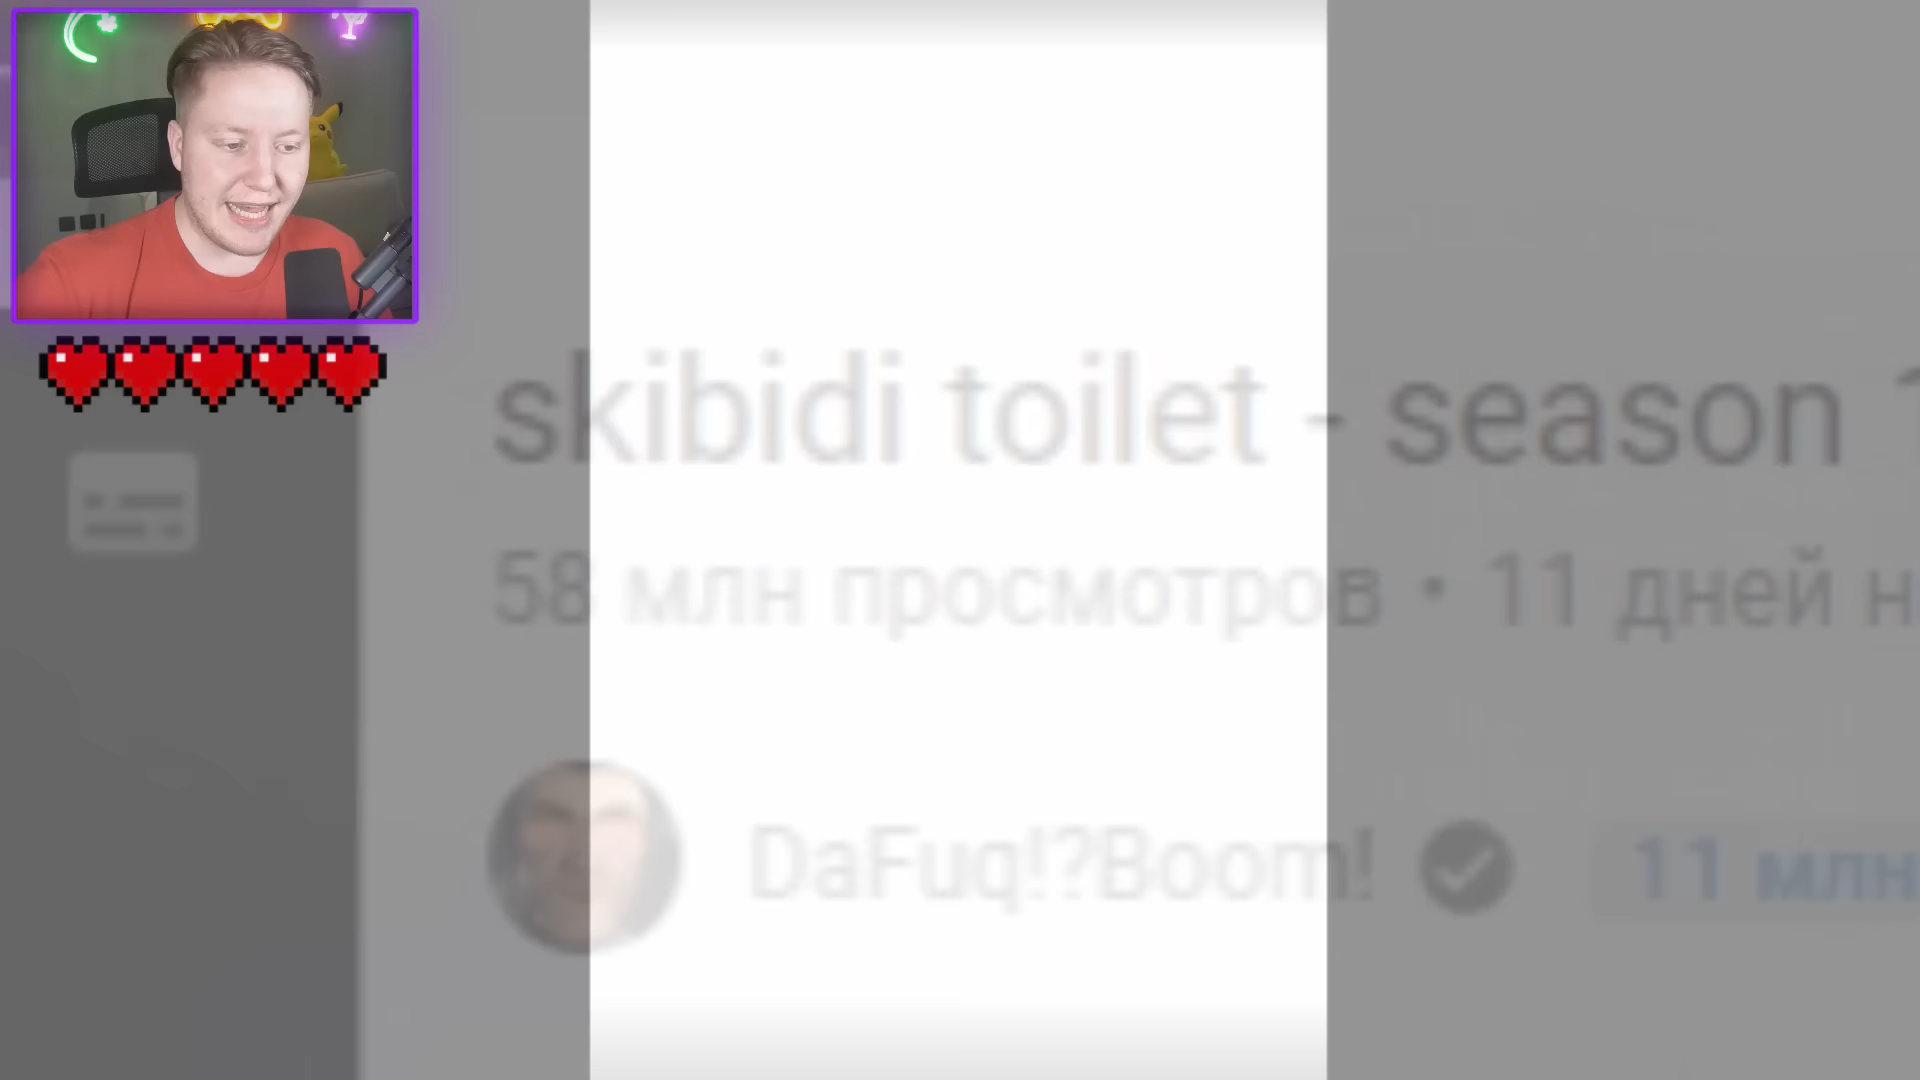 skibidi toilet - season
58 млн просмотров • 11 дней
DaFuq!?Boom! 11 млн